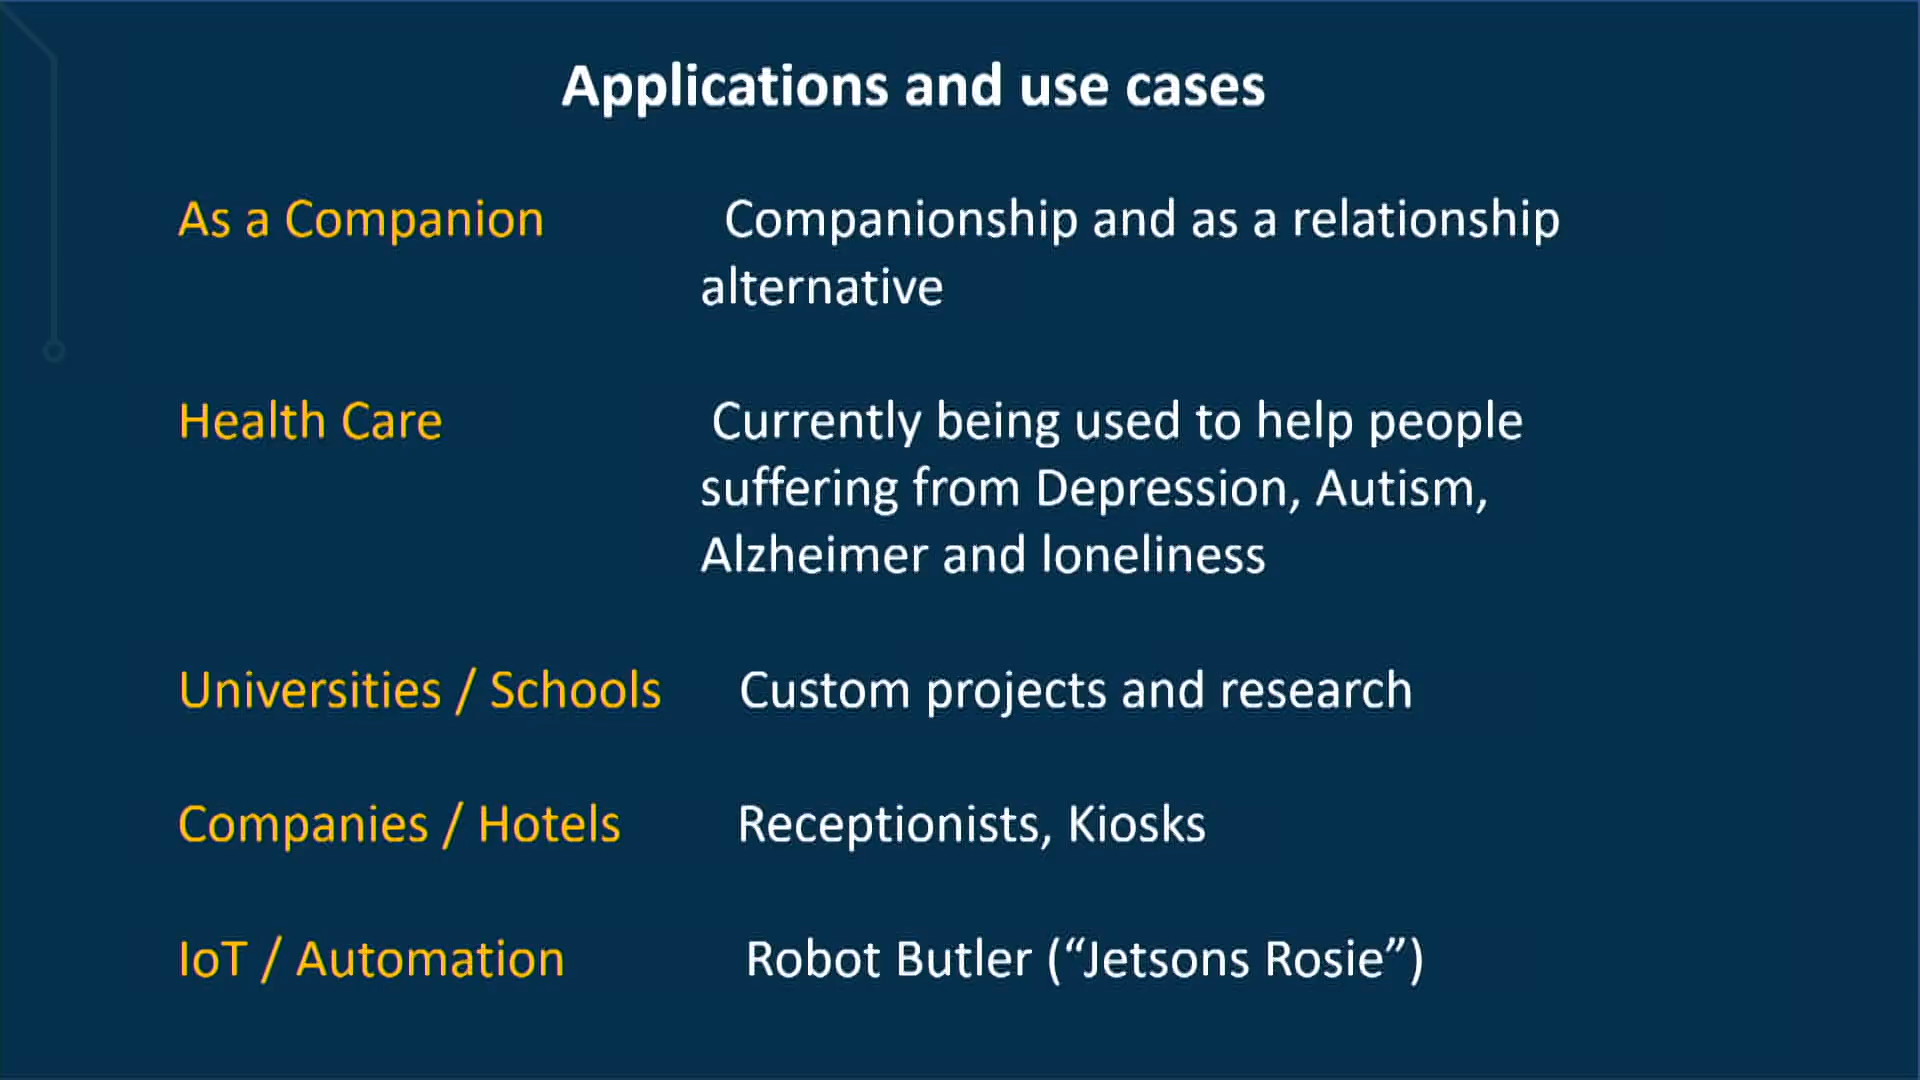 Applications and use cases
As a Companion Companionship and as a relationship
alternative
Health Care Currently being used to help people
suffering from Depression, Autism,
Alzheimer and loneliness
Universities / Schools Custom projects and research
Companies / Hotels Receptionists, Kiosks
IoT / Automation Robot Butler (“Jetsons Rosie”)